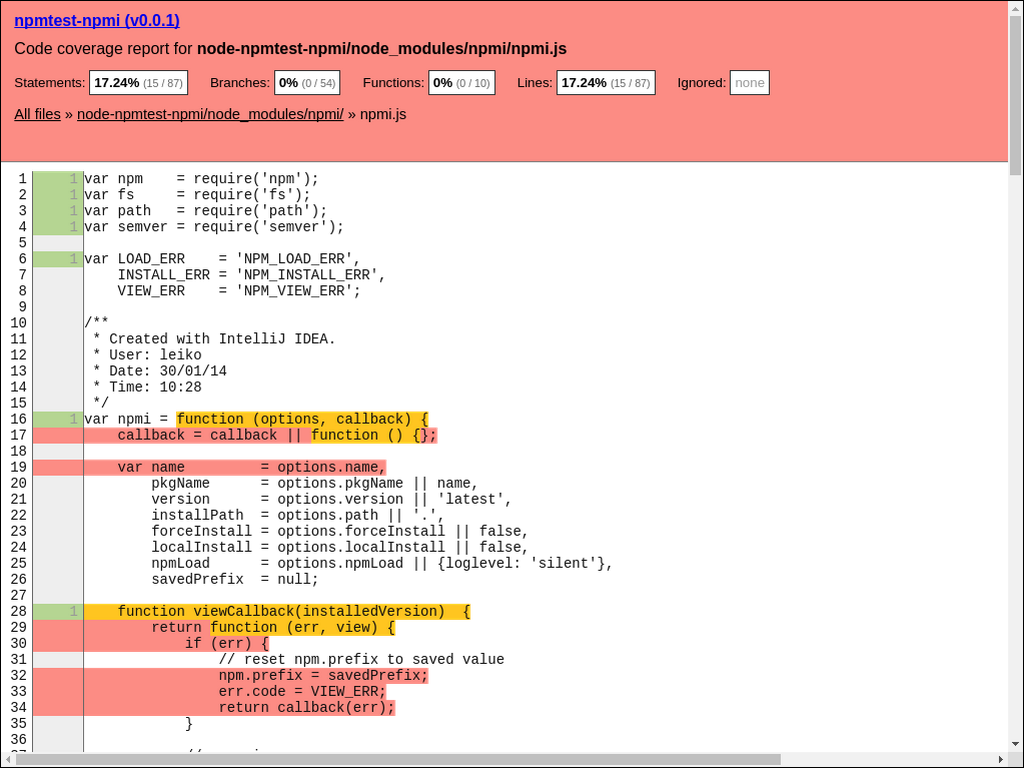 npmtest-npmi (v0.0.1)
Code coverage report for node-npmtest-npmi/node_modules/npmi/npmi.js
Statements: 17.24% (15 / 87) Branches: 0% (0 / 54) Functions: 0% (0 / 10) Lines: 17.24% (15 / 87) Ignored: none
All files » node-npmtest-npmi/node_modules/npmi/ » npmi.js
1 1 var npm    = require('npm');
2 1 var fs     = require('fs');
3 1 var path   = require('path');
4 1 var semver = require('semver');
5
6 1 var LOAD_ERR    = 'NPM_LOAD_ERR',
7     INSTALL_ERR = 'NPM_INSTALL_ERR',
8     VIEW_ERR    = 'NPM_VIEW_ERR';
9
10 /**
11  * Created with IntelliJ IDEA.
12  * User: leiko
13  * Date: 30/01/14
14  * Time: 10:28
15  */
16 1 var npmi = function (options, callback) {
17     callback = callback || function () {};
18
19     var name         = options.name,
20         pkgName      = options.pkgName || name,
21         version      = options.version || 'latest',
22         installPath  = options.path || '.',
23         forceInstall = options.forceInstall || false,
24         localInstall = options.localInstall || false,
25         npmLoad      = options.npmLoad || {loglevel: 'silent'},
26         savedPrefix  = null;
27
28 1     function viewCallback(installedVersion)  {
29         return function (err, view) {
30             if (err) {
31                 // reset npm.prefix to saved value
32                 npm.prefix = savedPrefix;
33                 err.code = VIEW_ERR;
34                 return callback(err);
35             }
36